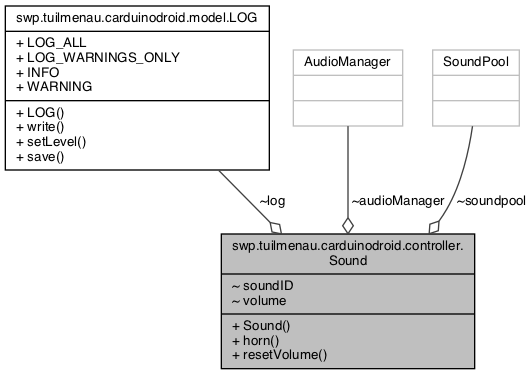 swp.tuilmenau.carduinodroid.model.LOG
+ LOG_ALL
+ LOG_WARNINGS_ONLY
+ INFO
+ WARNING
+ LOG()
+ write()
+ setLevel()
+ save()
AudioManager
SoundPool
~log
~audioManager
~soundpool
swp.tuilmenau.carduinodroid.controller.
Sound
~ soundID
~ volume
+ Sound()
+ horn()
+ resetVolume()